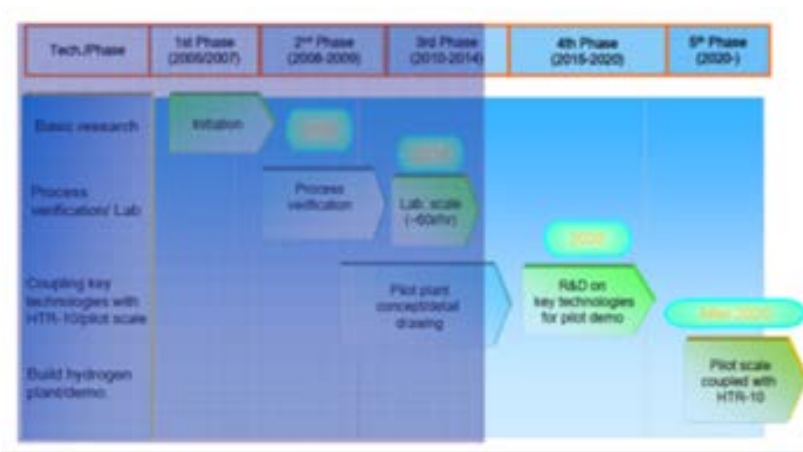 Tech./Phase
1st Phase
(2005/2007)
2nd Phase
(2008-2009)
3rd Phase
(2010-2014)
4th Phase
(2015-2020)
5th Phase
(2020-)
Basic research
Initiation
Process
verification/ Lab
Process
verification
Lab. scale
(~60l/hr)
Coupling key
technologies with
HTR-10/pilot scale
Pilot plant
concept/detail
drawing
R&D on
key technologies
for pilot demo
2020
After 2020
Build hydrogen
plant/demo.
Pilot scale
coupled with
HTR-10